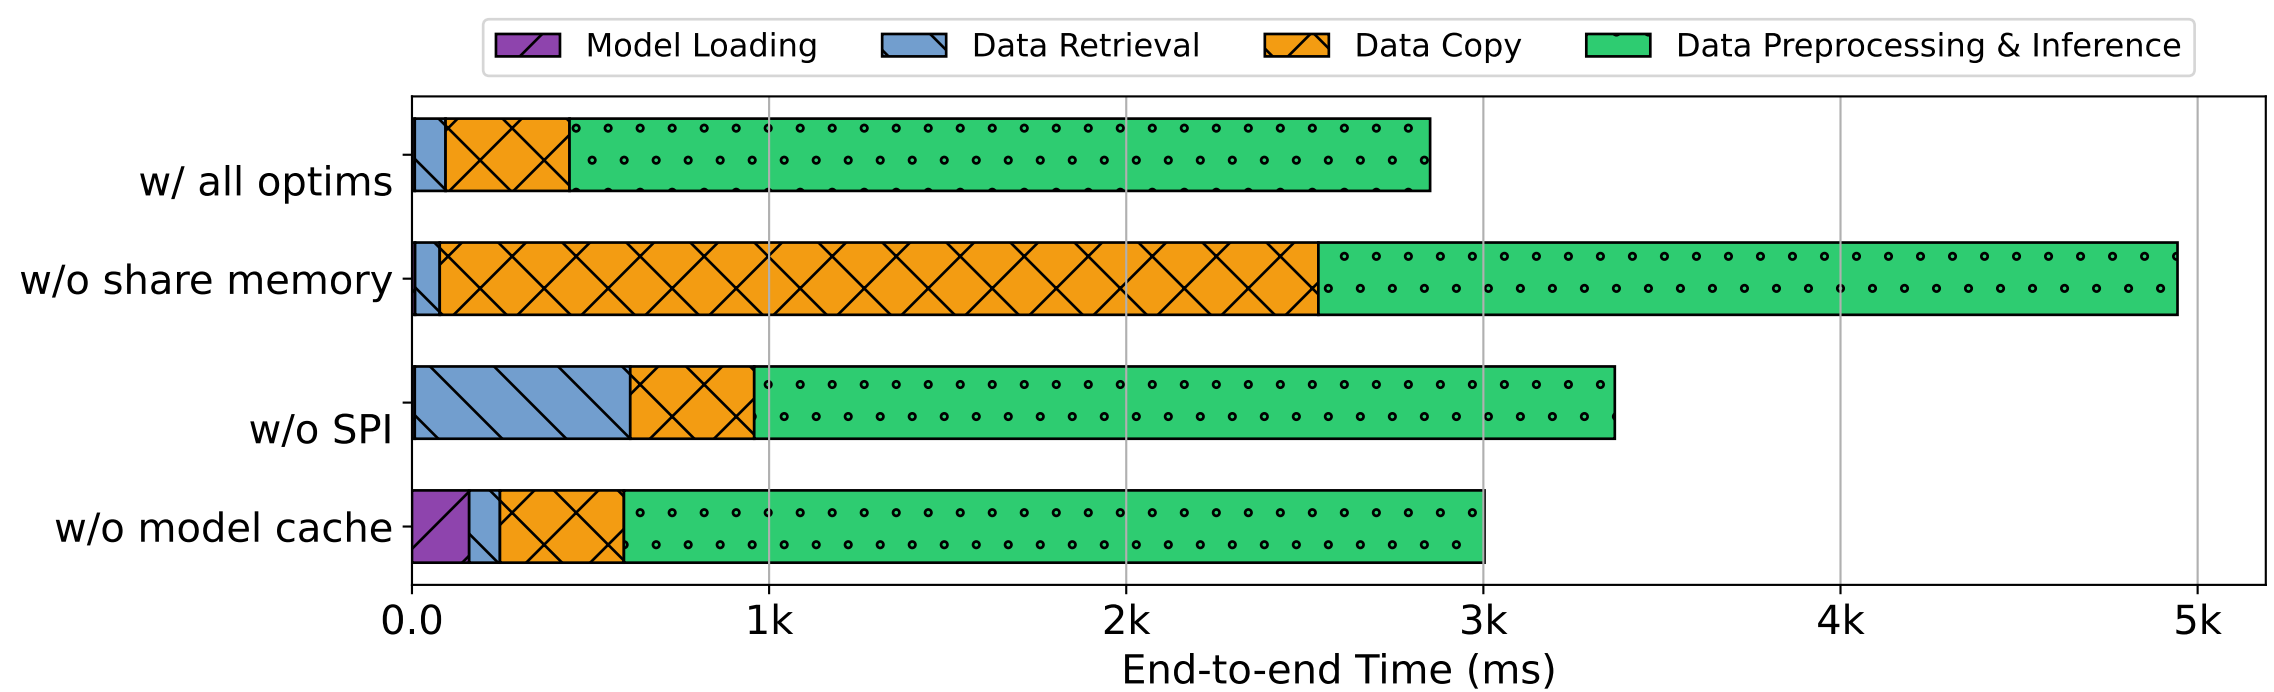 Model Loading Data Retrieval Data Copy Data Preprocessing & Inference
w/ all optims
w/o share memory
w/o SPI
w/o model cache
0.0 1k 2k 3k 4k 5k
End-to-end Time (ms)